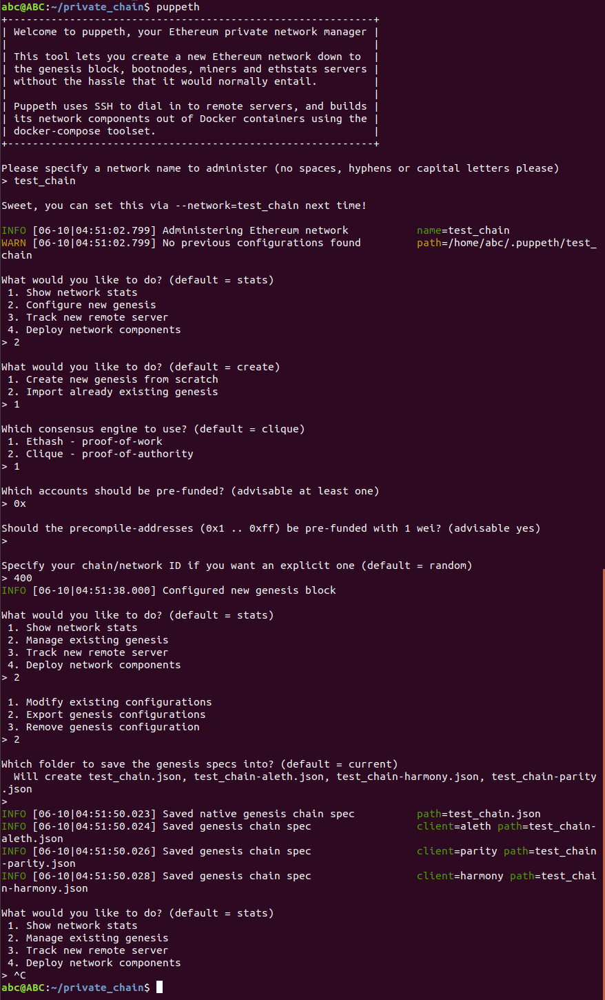 abc@ABC:~/private_chain$ puppeth
+-----------------------------------------------------------+
| Welcome to puppeth, your Ethereum private network manager |
|                                                           |
| This tool lets you create a new Ethereum network down to  |
| the genesis block, bootnodes, miners and ethstats servers |
| without the hassle that it would normally entail.         |
|                                                           |
| Puppeth uses SSH to dial in to remote servers, and builds |
| its network components out of Docker containers using the |
| docker-compose toolset.                                   |
+-----------------------------------------------------------+

Please specify a network name to administer (no spaces, hyphens or capital letters please)
> test_chain

Sweet, you can set this via --network=test_chain next time!

INFO [06-10|04:51:02.799] Administering Ethereum network           name=test_chain
WARN [06-10|04:51:02.799] No previous configurations found         path=/home/abc/.puppeth/test_
chain

What would you like to do? (default = stats)
 1. Show network stats
 2. Configure new genesis
 3. Track new remote server
 4. Deploy network components
> 2

What would you like to do? (default = create)
 1. Create new genesis from scratch
 2. Import already existing genesis
> 1

Which consensus engine to use? (default = clique)
 1. Ethash - proof-of-work
 2. Clique - proof-of-authority
> 1

Which accounts should be pre-funded? (advisable at least one)
> 0x

Should the precompile-addresses (0x1 .. 0xff) be pre-funded with 1 wei? (advisable yes)
>

Specify your chain/network ID if you want an explicit one (default = random)
> 400
INFO [06-10|04:51:38.000] Configured new genesis block

What would you like to do? (default = stats)
 1. Show network stats
 2. Manage existing genesis
 3. Track new remote server
 4. Deploy network components
> 2

 1. Modify existing configurations
 2. Export genesis configurations
 3. Remove genesis configuration
> 2

Which folder to save the genesis specs into? (default = current)
  Will create test_chain.json, test_chain-aleth.json, test_chain-harmony.json, test_chain-parity
.json
>
INFO [06-10|04:51:50.023] Saved native genesis chain spec          path=test_chain.json
INFO [06-10|04:51:50.024] Saved genesis chain spec                 client=aleth path=test_chain-
aleth.json
INFO [06-10|04:51:50.026] Saved genesis chain spec                 client=parity path=test_chain
-parity.json
INFO [06-10|04:51:50.028] Saved genesis chain spec                 client=harmony path=test_chai
n-harmony.json

What would you like to do? (default = stats)
 1. Show network stats
 2. Manage existing genesis
 3. Track new remote server
 4. Deploy network components
> ^C
abc@ABC:~/private_chain$